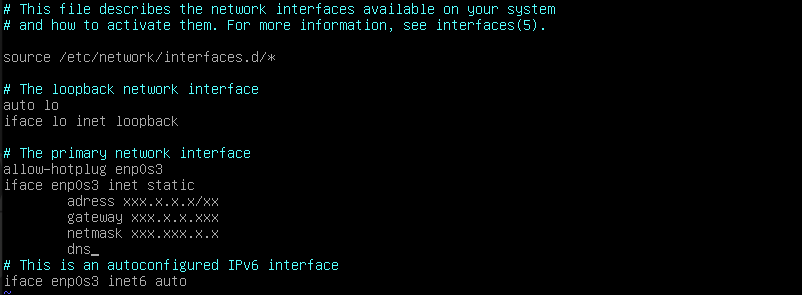 # This file describes the network interfaces available on your system
# and how to activate them. For more information, see interfaces(5).
source /etc/network/interfaces.d/*
# The loopback network interface
auto lo
iface lo inet loopback
# The primary network interface
allow-hotplug enp0s3
iface enp0s3 inet static
adress xxx.x.x.x/xx
gateway xxx.x.x.xxx
netmask xxx.xxx.x.x
dns_
# This is an autoconfigured IPv6 interface
iface enp0s3 inet6 auto
~